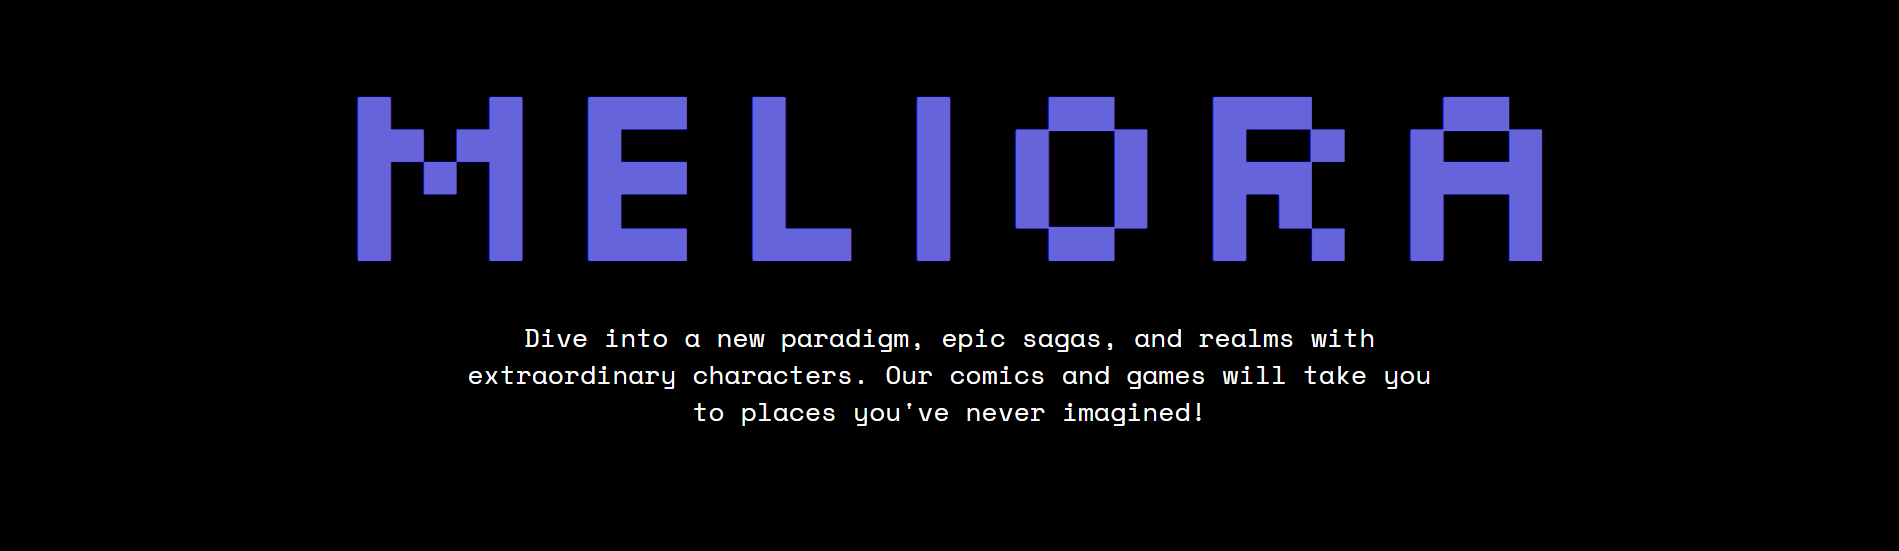 MELIORA
Dive into a new paradigm, epic sagas, and realms with
extraordinary characters. Our comics and games will take you
to places you've never imagined!